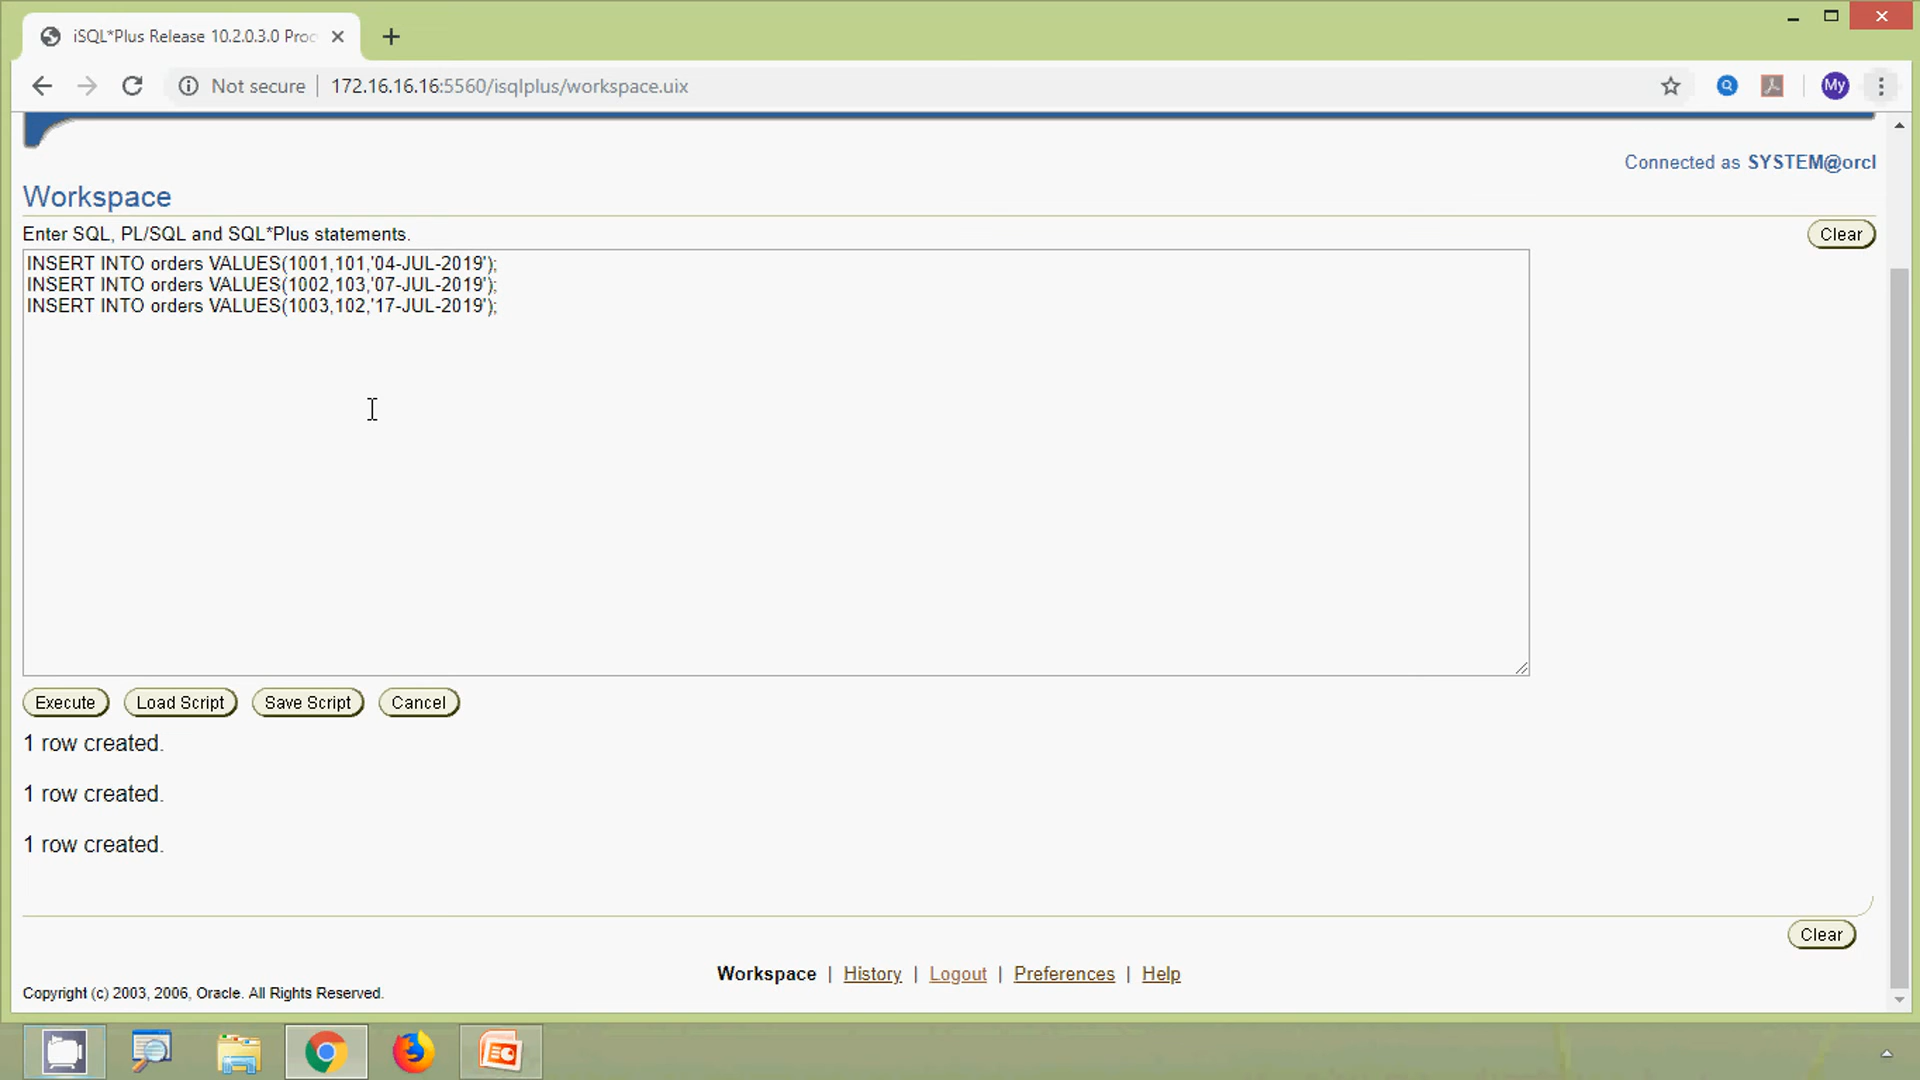 iSQL*Plus Release 10.2.0.3.0 Proc
Not secure | 172.16.16.16:5560/isqlplus/workspace.uix
My
Connected as SYSTEM@orcl
Workspace
Enter SQL, PL/SQL and SQL*Plus statements.
Clear
INSERT INTO orders VALUES(1001,101,'04-JUL-2019');
INSERT INTO orders VALUES(1002,103,'07-JUL-2019');
INSERT INTO orders VALUES(1003,102,'17-JUL-2019');
Execute Load Script Save Script Cancel
1 row created.
1 row created.
1 row created.
Clear
Workspace | History | Logout | Preferences | Help
Copyright (c) 2003, 2006, Oracle. All Rights Reserved.